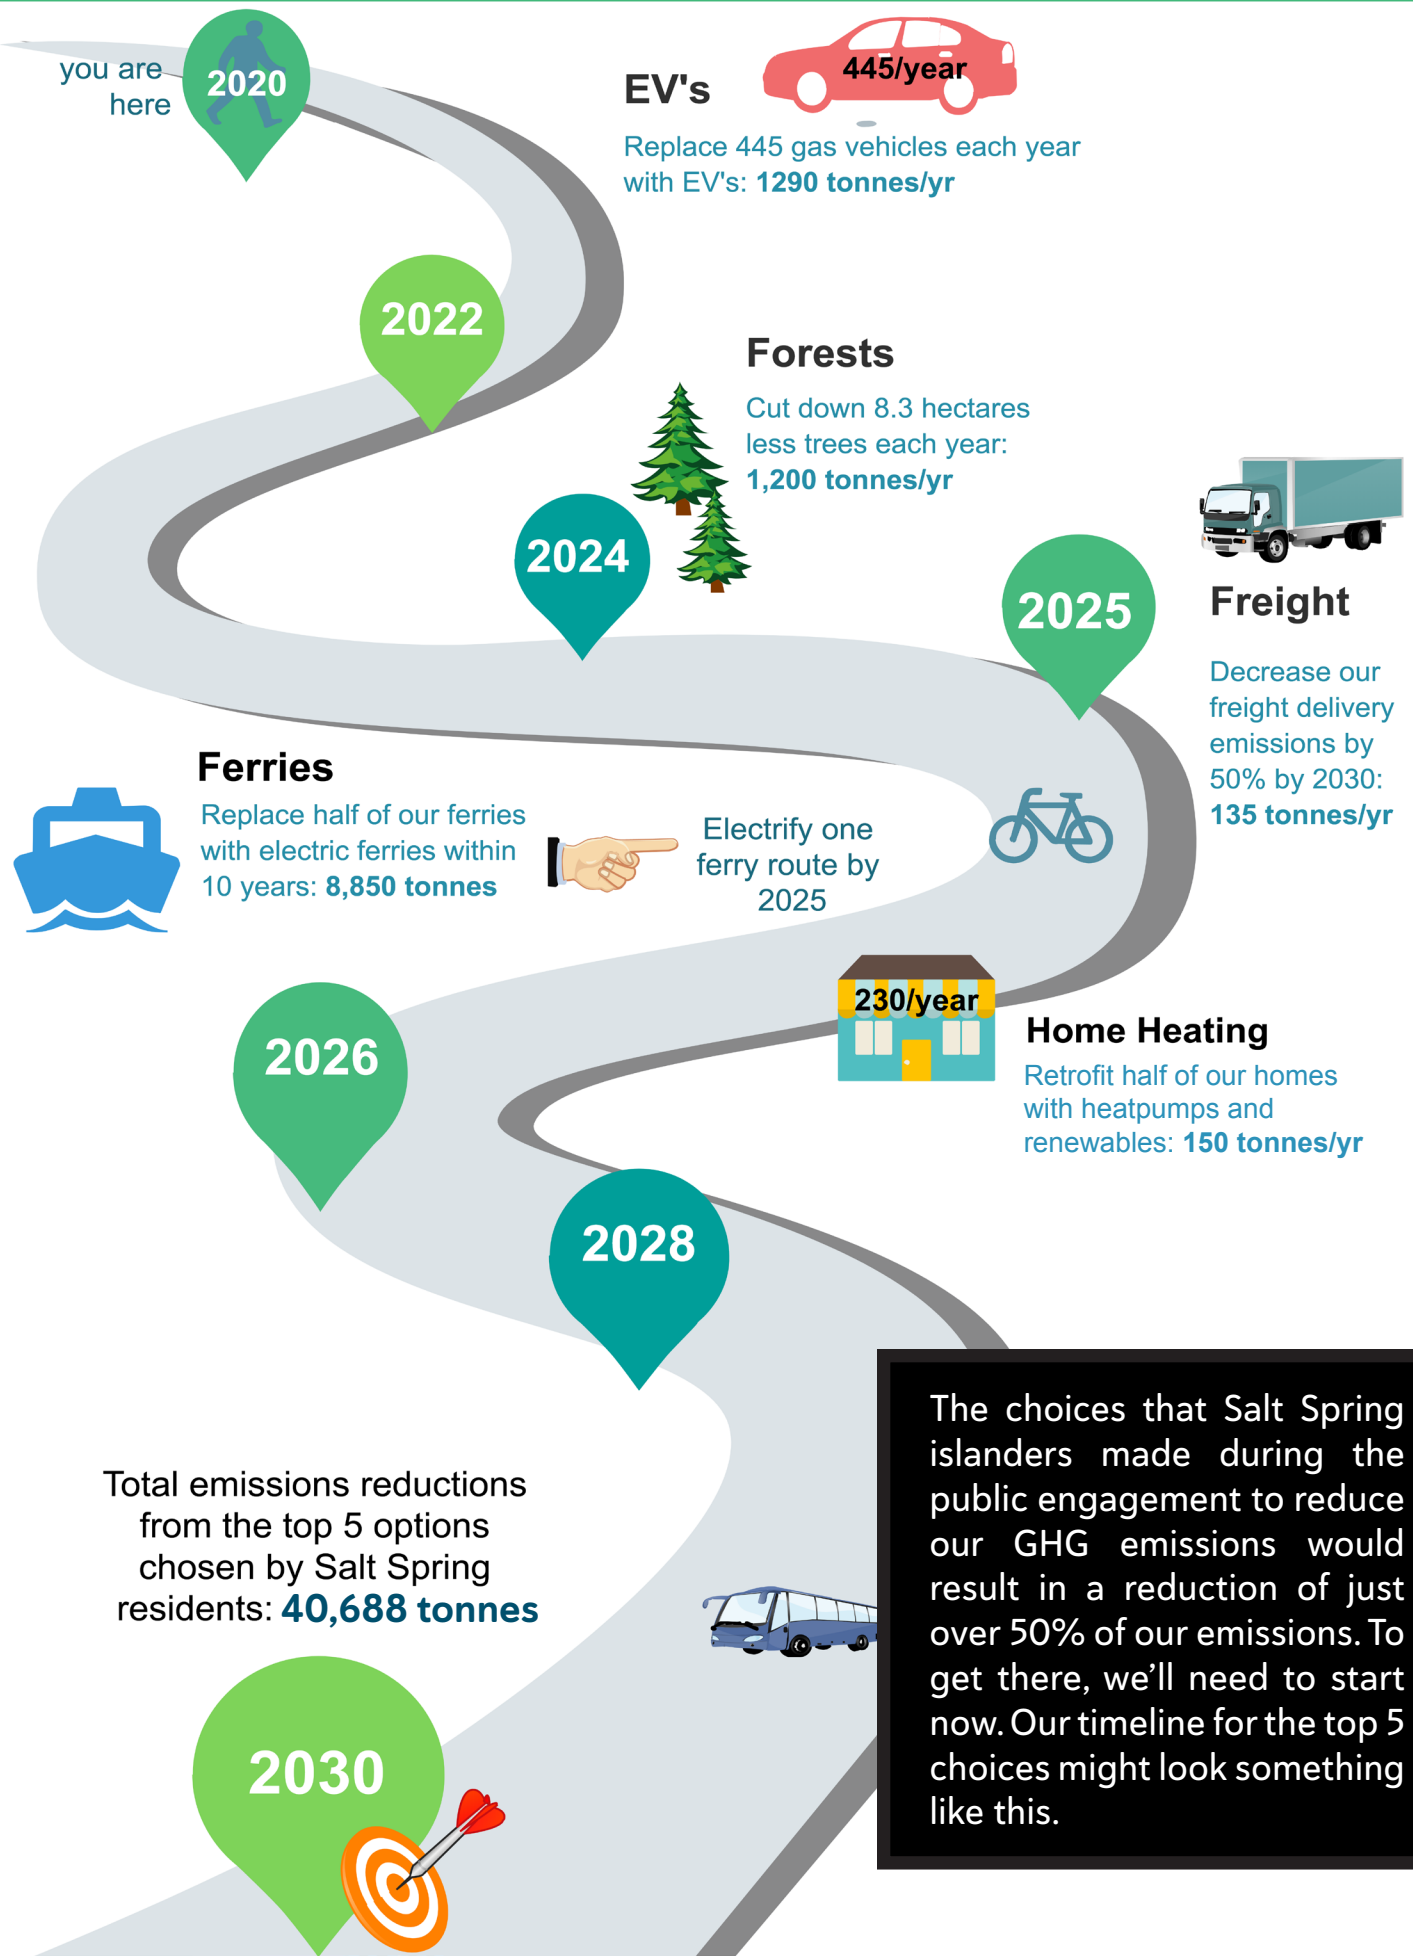 you are
here
2020
EV's
445/year
Replace 445 gas vehicles each year
with EV's: 1290 tonnes/yr
2022
Forests
Cut down 8.3 hectares
less trees each year:
1,200 tonnes/yr
2024
2025
Freight
Decrease our
freight delivery
emissions by
50% by 2030:
135 tonnes/yr
Ferries
Replace half of our ferries
with electric ferries within
10 years: 8,850 tonnes
Electrify one
ferry route by
2025
230/year
Home Heating
Retrofit half of our homes
with heatpumps and
renewables: 150 tonnes/yr
2026
2028
The choices that Salt Spring
islanders made during the
public engagement to reduce
our GHG emissions would
result in a reduction of just
over 50% of our emissions. To
get there, we’ll need to start
now. Our timeline for the top 5
choices might look something
like this.
Total emissions reductions
from the top 5 options
chosen by Salt Spring
residents: 40,688 tonnes
2030